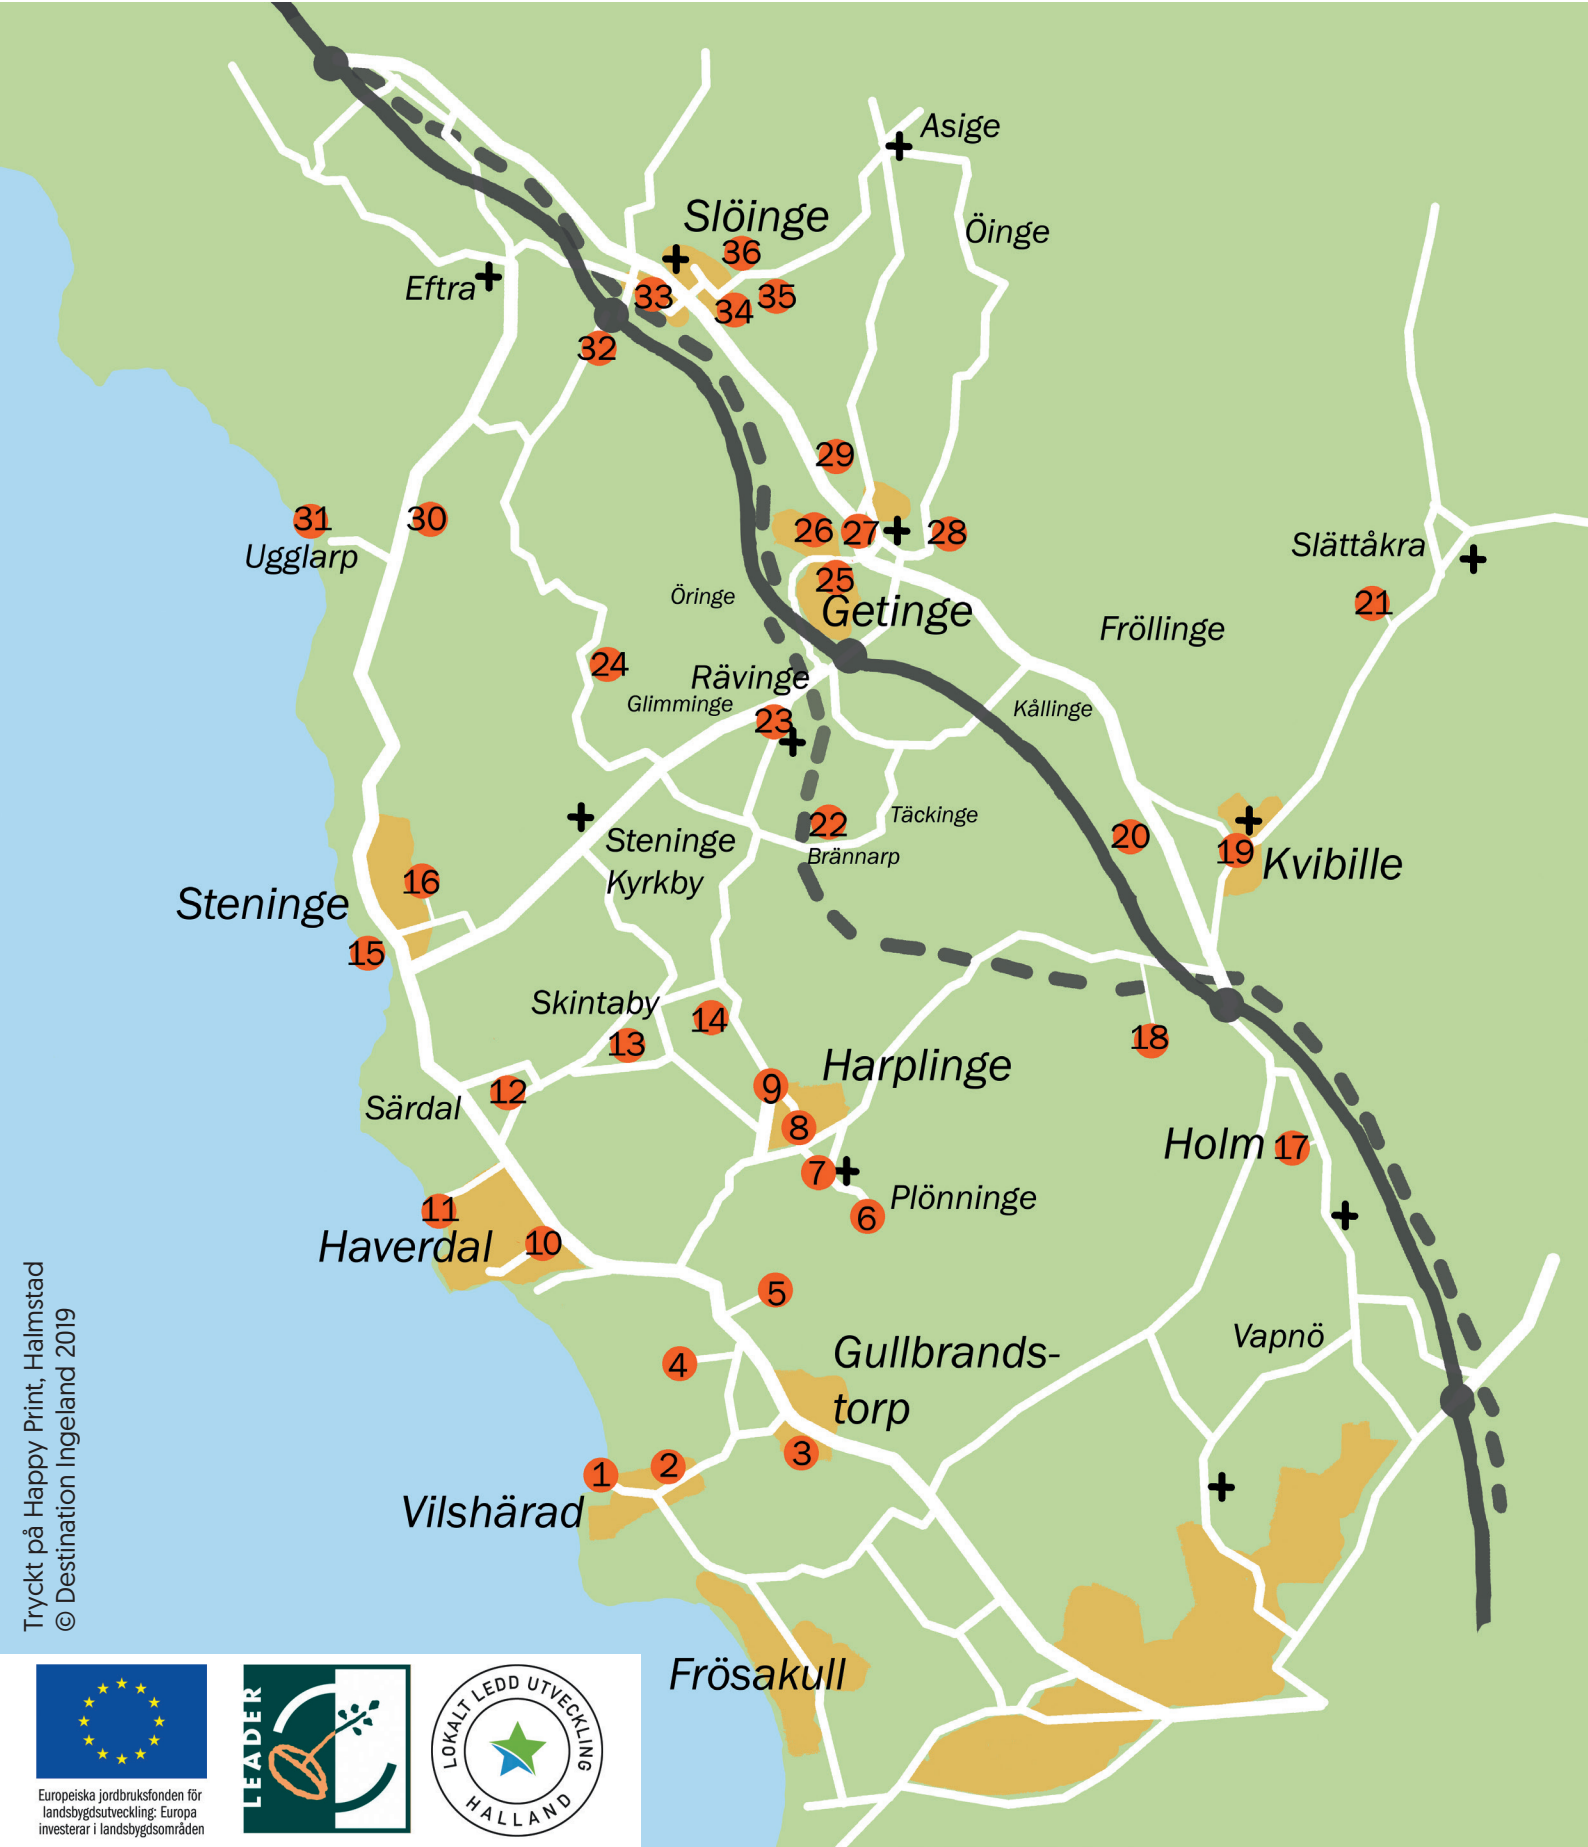 Asige
Slöinge
36
Öinge
Eftra
33
34
35
32
29
31
30
26
27
28
Ugglarp
Slättåkra
25
Öringe
Getinge
21
Fröllinge
24
Rävinge
Glimminge
23
Kållinge
22
Täckinge
20
Steninge
Kyrkby
Brännarp
19
Kvibille
16
Steninge
15
Skintaby
14
13
18
Harplinge
9
12
Särdal
8
Holm
17
7
Plönninge
11
6
Haverdal
10
5
Vapnö
4
Gullbrands-
torp
3
2
1
Vilshärad
Frösakull
Tryckt på Happy Print, Halmstad
© Destination Ingeland 2019
Europeiska jordbruksfonden för
landsbygdsutveckling: Europa
investerar i landsbygdsområden
LEADER
LOKALT LEDD UTVECKLING
HALLAND